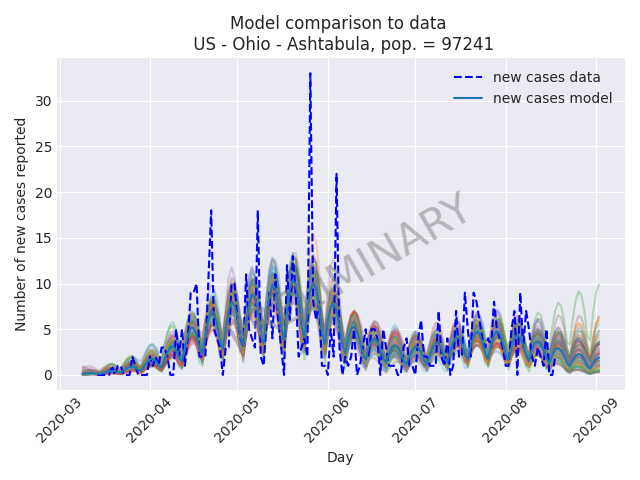 Model comparison to data
US - Ohio - Ashtabula, pop. = 97241
new cases data
new cases model
Number of new cases reported
30
25
20
15
10
5
0
MINARY
2020-03
2020-04
2020-05
2020-06
2020-07
2020-08
2020-09
Day